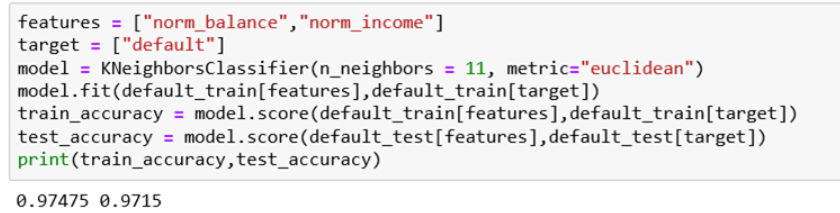 features = ["norm_balance","norm_income"]
target = ["default"]
model = KNeighborsClassifier(n_neighbors = 11, metric="euclidean")
model.fit(default_train[features],default_train[target])
train_accuracy = model.score(default_train[features],default_train[target])
test_accuracy = model.score(default_test[features],default_test[target])
print(train_accuracy,test_accuracy)
0.97475 0.9715